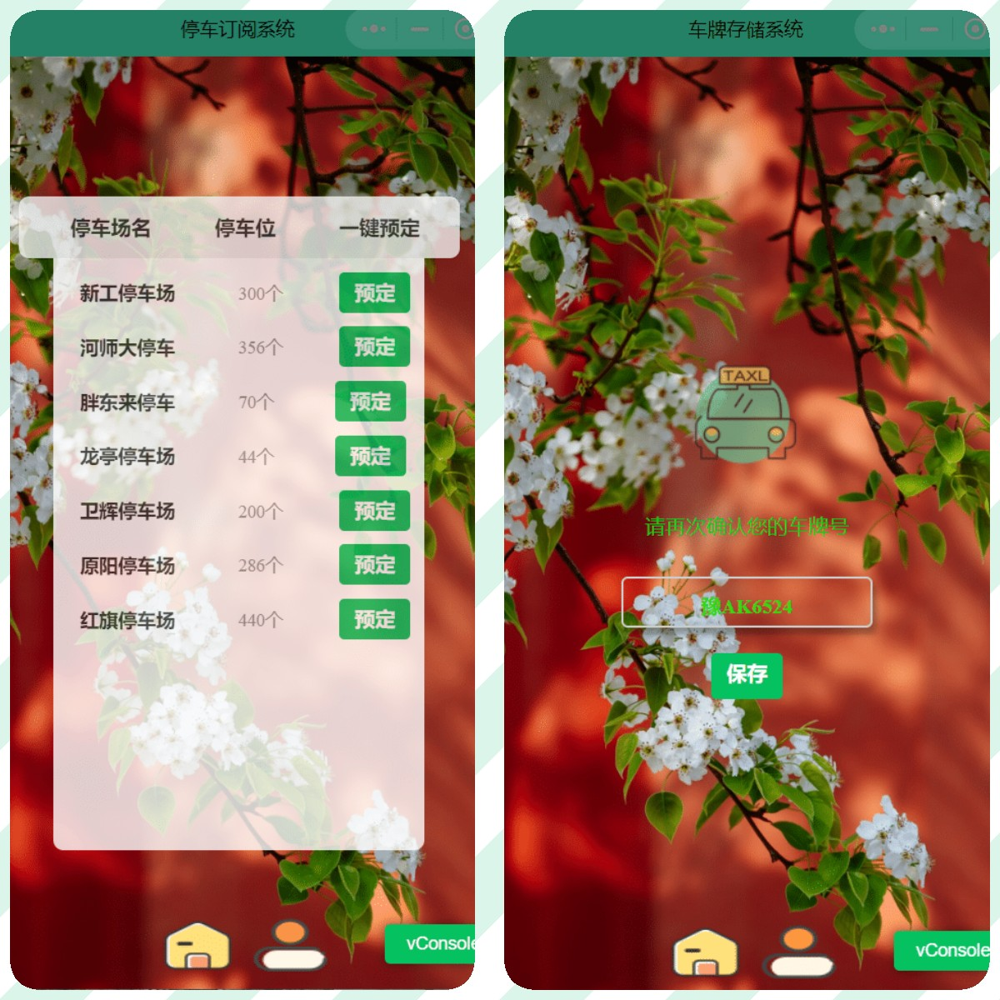 停车订阅系统
停车场名 停车位 一键预定
新工停车场 300个 预定
河师大停车 356个 预定
胖东来停车 70个 预定
龙亭停车场 44个 预定
卫辉停车场 200个 预定
原阳停车场 286个 预定
红旗停车场 440个 预定
vConsole
车牌存储系统
TAXL
请再次确认您的车牌号
豫AK6524
保存
vConsole